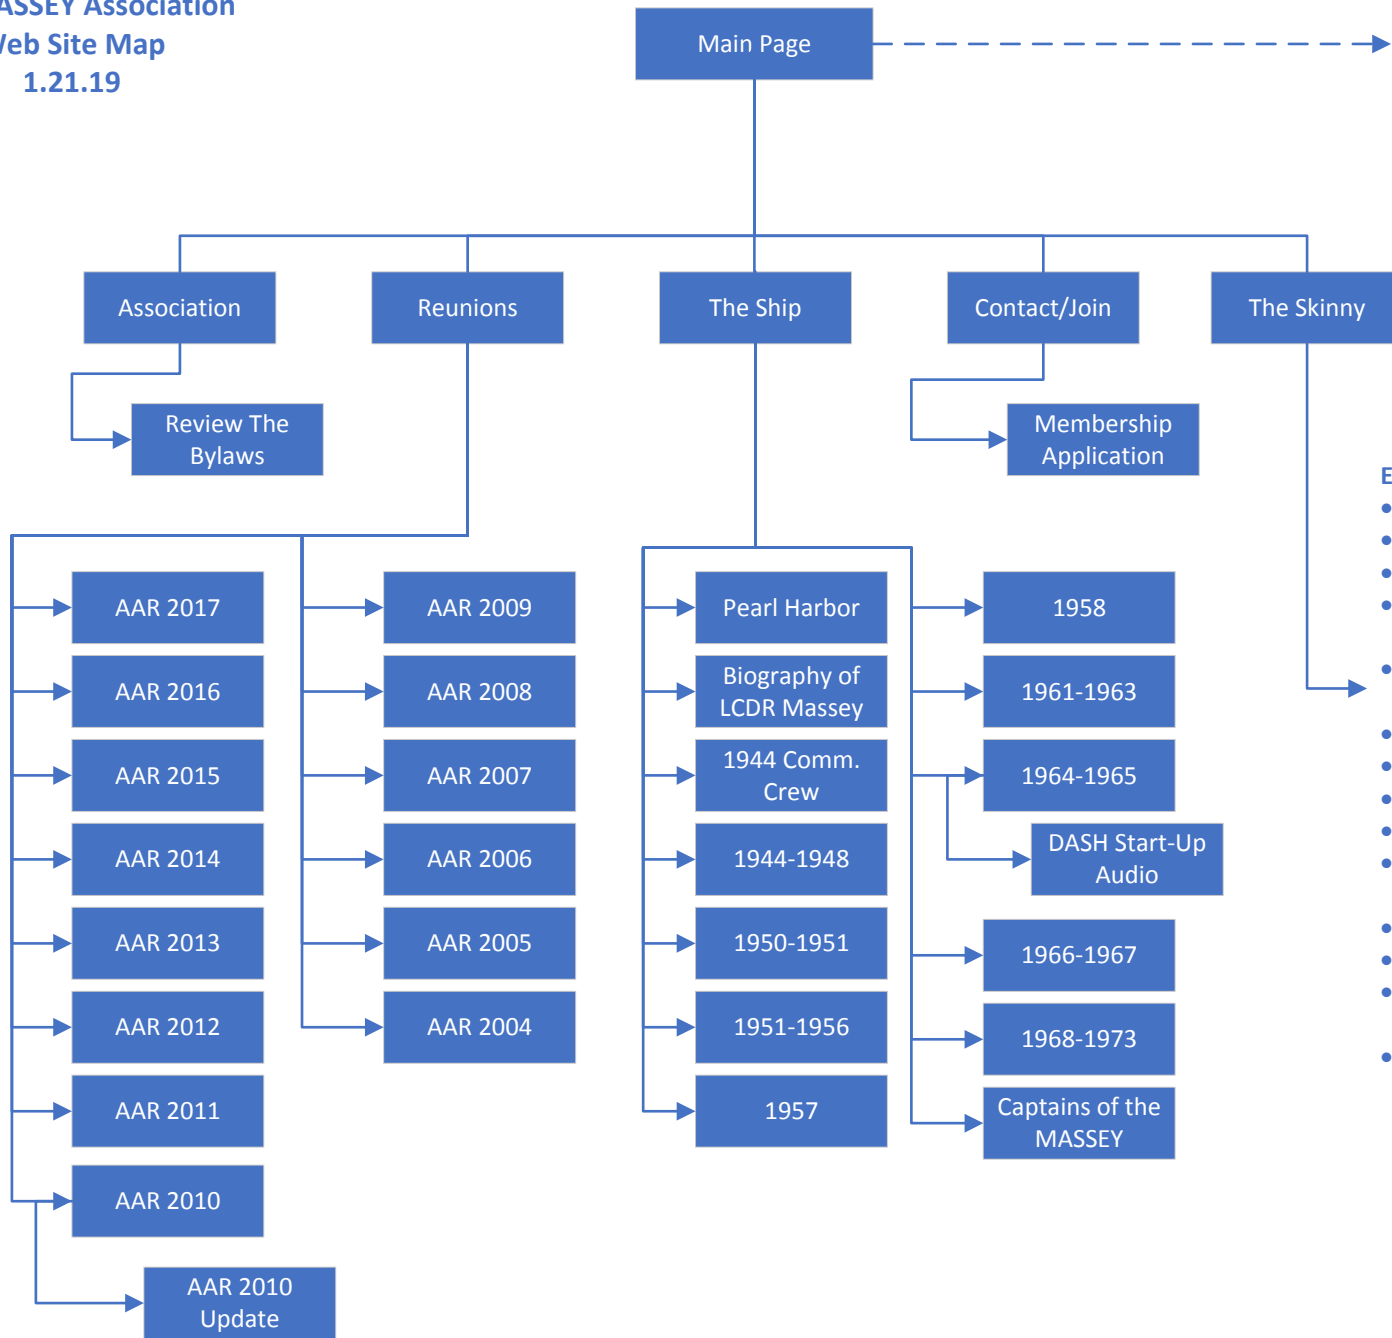 MASSEY Association
Web Site Map
1.21.19
Main Page
Association
Reunions
The Ship
Contact/Join
The Skinny
Review The
Bylaws
Membership
Application
E
AAR 2017
AAR 2009
Pearl Harbor
1958
AAR 2016
AAR 2008
Biography of
LCDR Massey
1961-1963
AAR 2015
AAR 2007
1944 Comm.
Crew
1964-1965
AAR 2014
AAR 2006
1944-1948
DASH Start-Up
Audio
AAR 2013
AAR 2005
1950-1951
1966-1967
AAR 2012
AAR 2004
1951-1956
1968-1973
AAR 2011
1957
Captains of the
MASSEY
AAR 2010
AAR 2010
Update